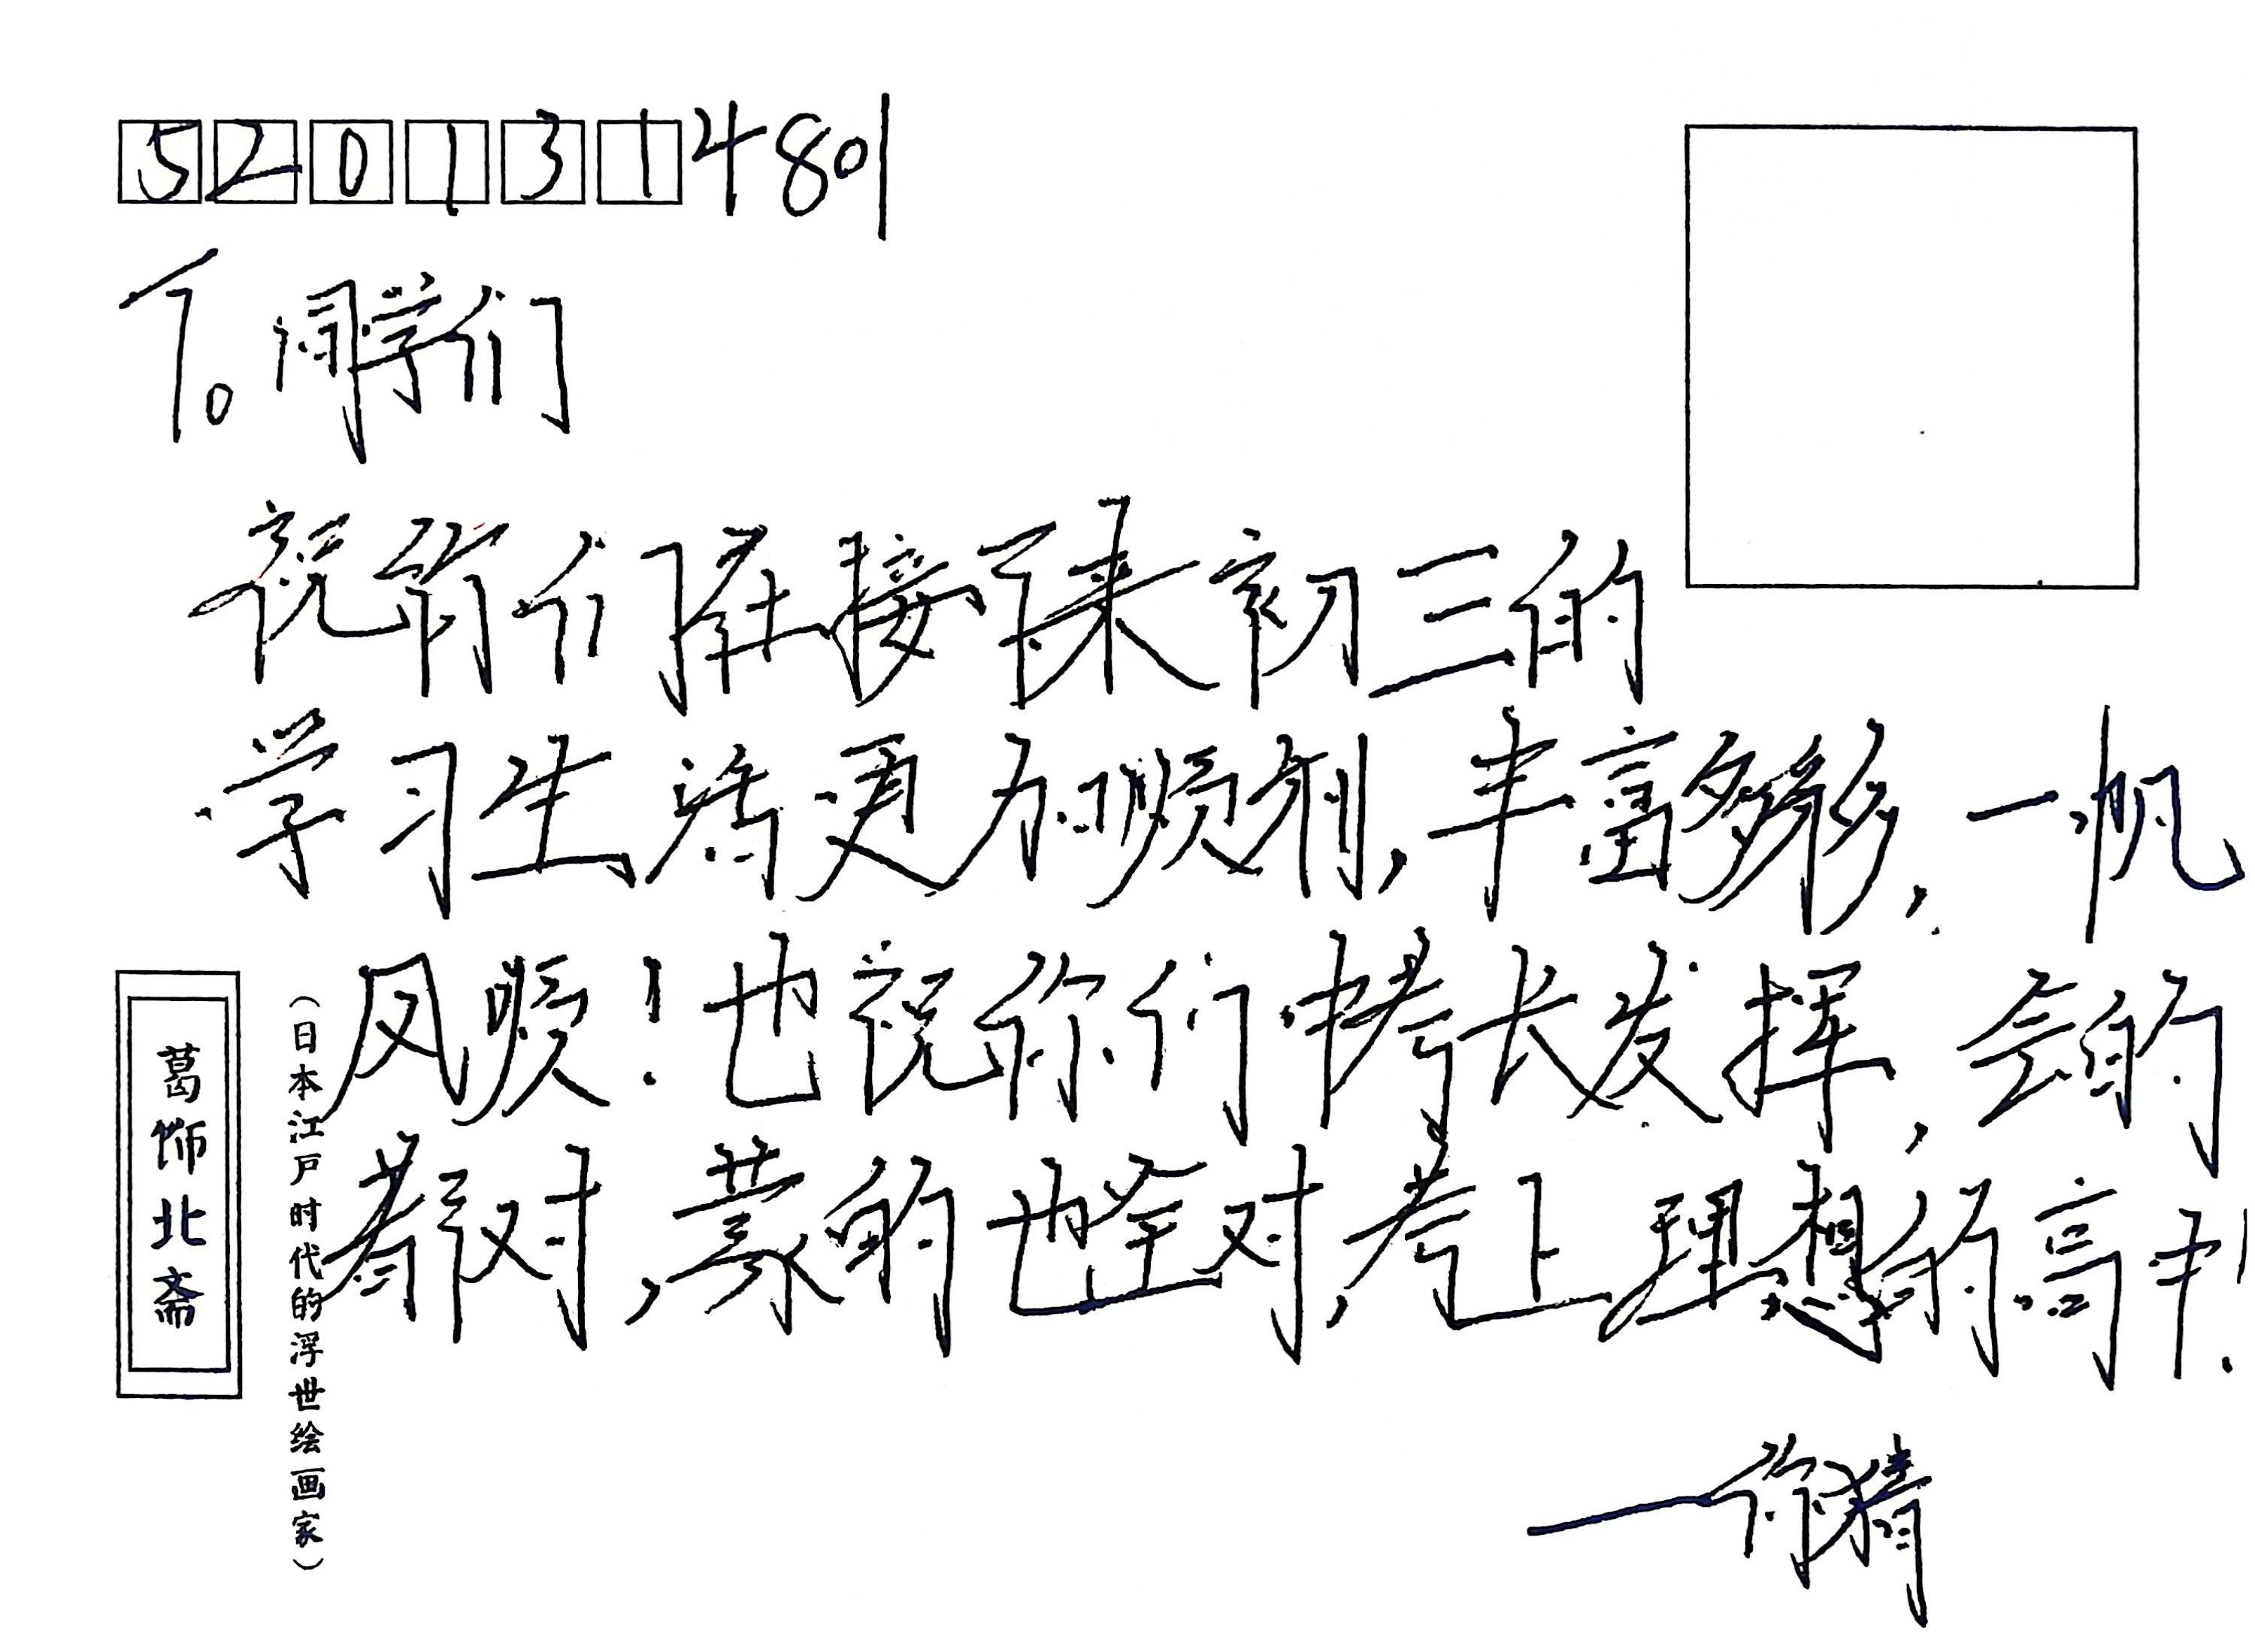 5201314801
To 同学们
祝你们在接下来初三的
学习生活更加顺利,丰富多彩,一帆
风顺!也祝你们中考长发挥,会的
都对,蒙的也全对,考上理想的高中!
——你猜
葛饰北斋
(日本江户时代的浮世绘画家)